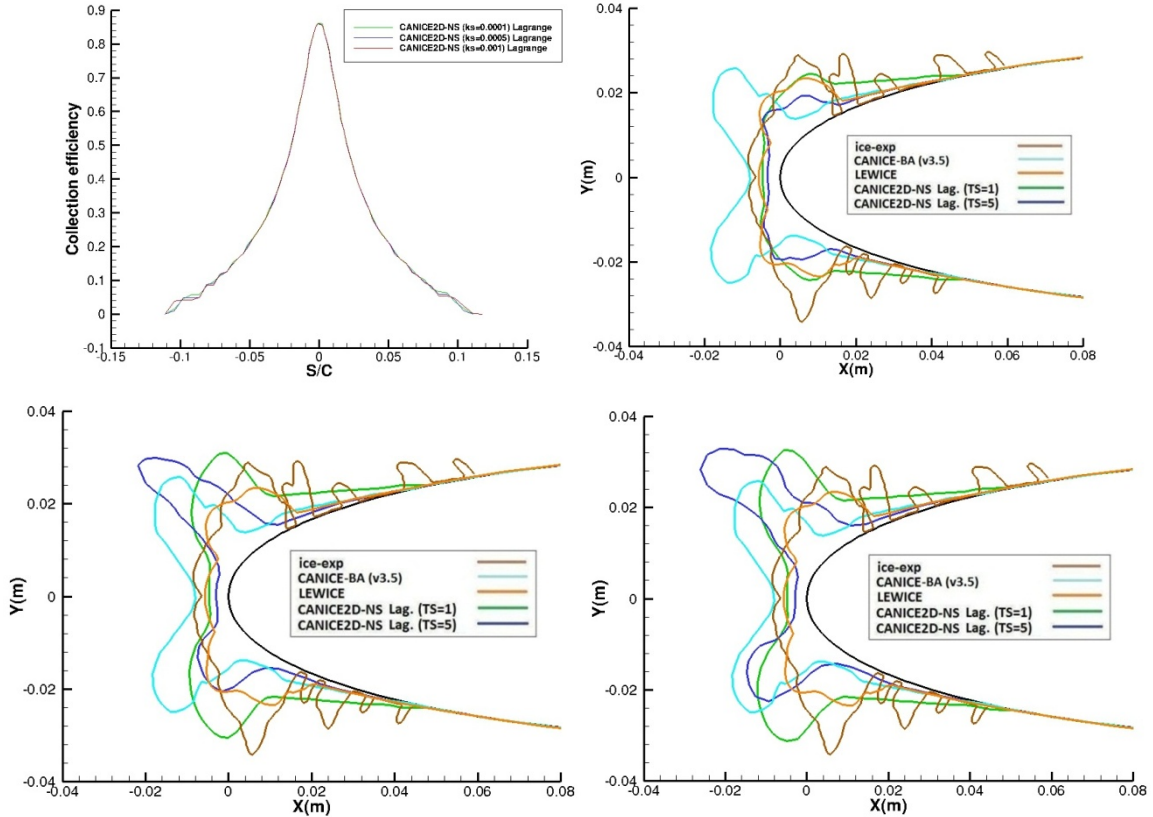 0.9
0.8
0.7
0.6
0.5
0.4
0.3
0.2
0.1
0
-0.1
Collection efficiency
CANICE2D-NS (ks=0.0001) Lagrange
CANICE2D-NS (ks=0.0005) Lagrange
CANICE2D-NS (ks=0.001) Lagrange
-0.15 -0.1 -0.05 0 0.05 0.1 0.15
S/C
0.04
0.02
0
-0.02
-0.04
Y(m)
ice-exp
CANICE-BA (v3.5)
LEWICE
CANICE2D-NS Lag. (TS=1)
CANICE2D-NS Lag. (TS=5)
-0.04 -0.02 0 0.02 0.04 0.06 0.08
X(m)
0.04
0.02
0
-0.02
-0.04
Y(m)
ice-exp
CANICE-BA (v3.5)
LEWICE
CANICE2D-NS Lag. (TS=1)
CANICE2D-NS Lag. (TS=5)
-0.04 -0.02 0 0.02 0.04 0.06 0.08
X(m)
0.04
0.02
0
-0.02
-0.04
Y(m)
ice-exp
CANICE-BA (v3.5)
LEWICE
CANICE2D-NS Lag. (TS=1)
CANICE2D-NS Lag. (TS=5)
-0.04 -0.02 0 0.02 0.04 0.06 0.08
X(m)